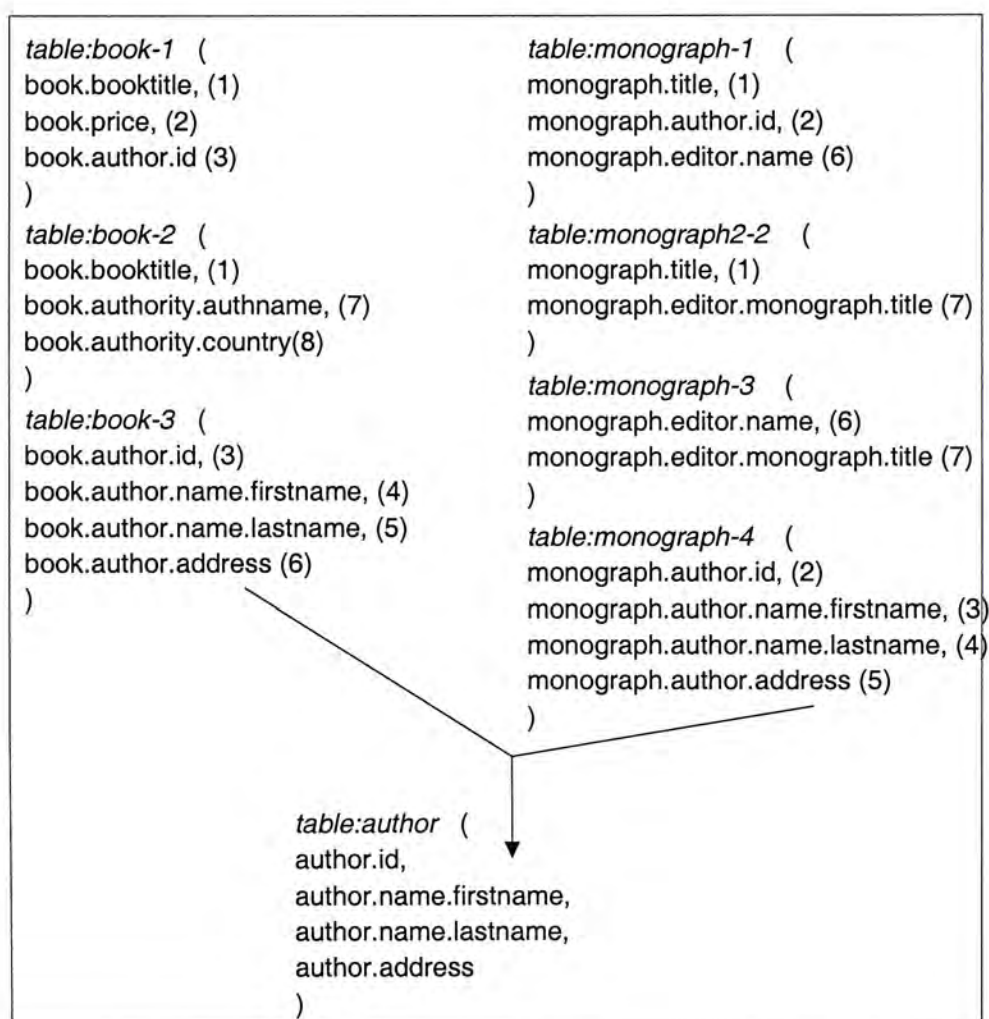 table:book-1 (
book.booktitle, (1)
book.price, (2)
book.author.id (3)
)
table:book-2 (
book.booktitle, (1)
book.authority.authname, (7)
book.authority.country(8)
)
table:book-3 (
book.author.id, (3)
book.author.name.firstname, (4)
book.author.name.lastname, (5)
book.author.address (6)
)
table:monograph-1 (
monograph.title, (1)
monograph.author.id, (2)
monograph.editor.name (6)
)
table:monograph2-2 (
monograph.title, (1)
monograph.editor.monograph.title (7)
)
table:monograph-3 (
monograph.editor.name, (6)
monograph.editor.monograph.title (7)
)
table:monograph-4 (
monograph.author.id, (2)
monograph.author.name.firstname, (3)
monograph.author.name.lastname, (4)
monograph.author.address (5)
)
table:author (
author.id,
author.name.firstname,
author.name.lastname,
author.address
)